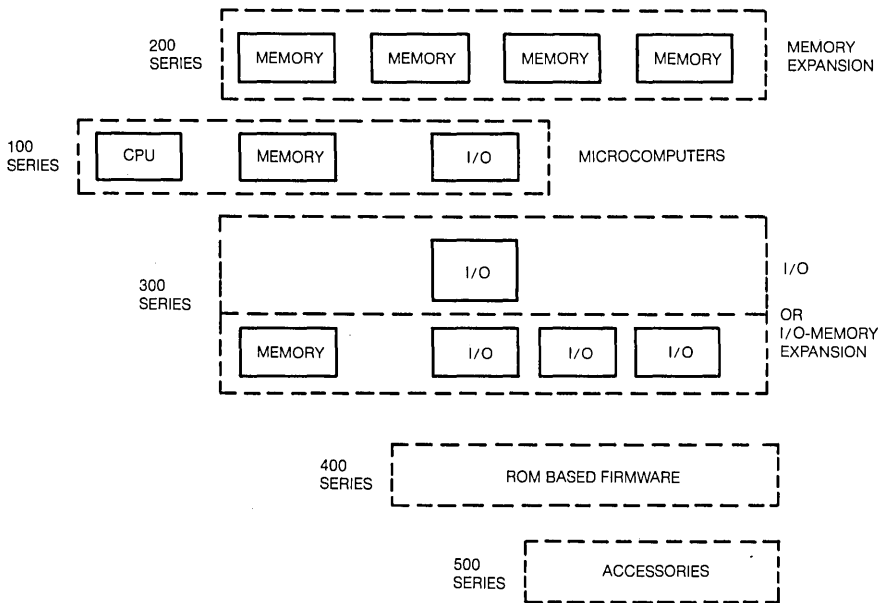 200
SERIES
MEMORY
MEMORY
MEMORY
MEMORY
MEMORY
EXPANSION
100
SERIES
CPU
MEMORY
I/O
MICROCOMPUTERS
300
SERIES
I/O
I/O
OR
I/O-MEMORY
EXPANSION
MEMORY
I/O
I/O
I/O
400
SERIES
ROM BASED FIRMWARE
500
SERIES
ACCESSORIES